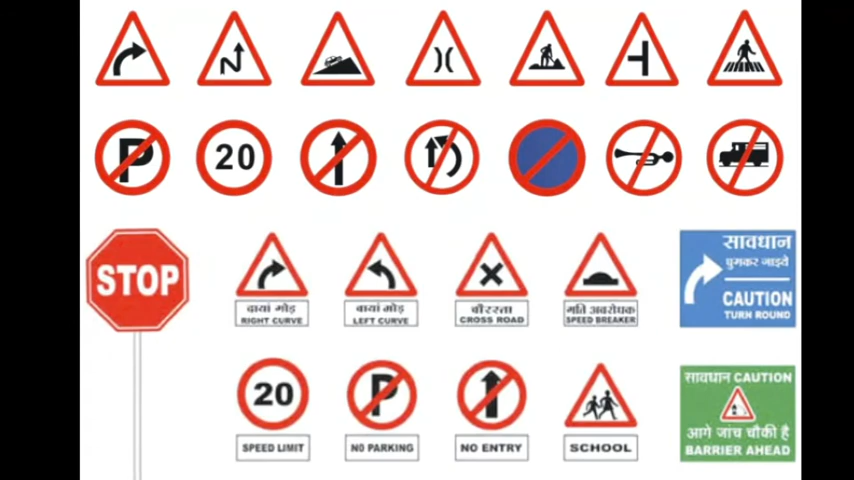 P
20
STOP
दायां मोड़
RIGHT CURVE
बायां मोड़
LEFT CURVE
चौरस्ता
CROSS ROAD
गति अवरोधक
SPEED BREAKER
सावधान
घुमकर जाइये
CAUTION
TURN ROUND
20
SPEED LIMIT
P
NO PARKING
NO ENTRY
SCHOOL
सावधान CAUTION
आगे जांच चौकी है
BARRIER AHEAD